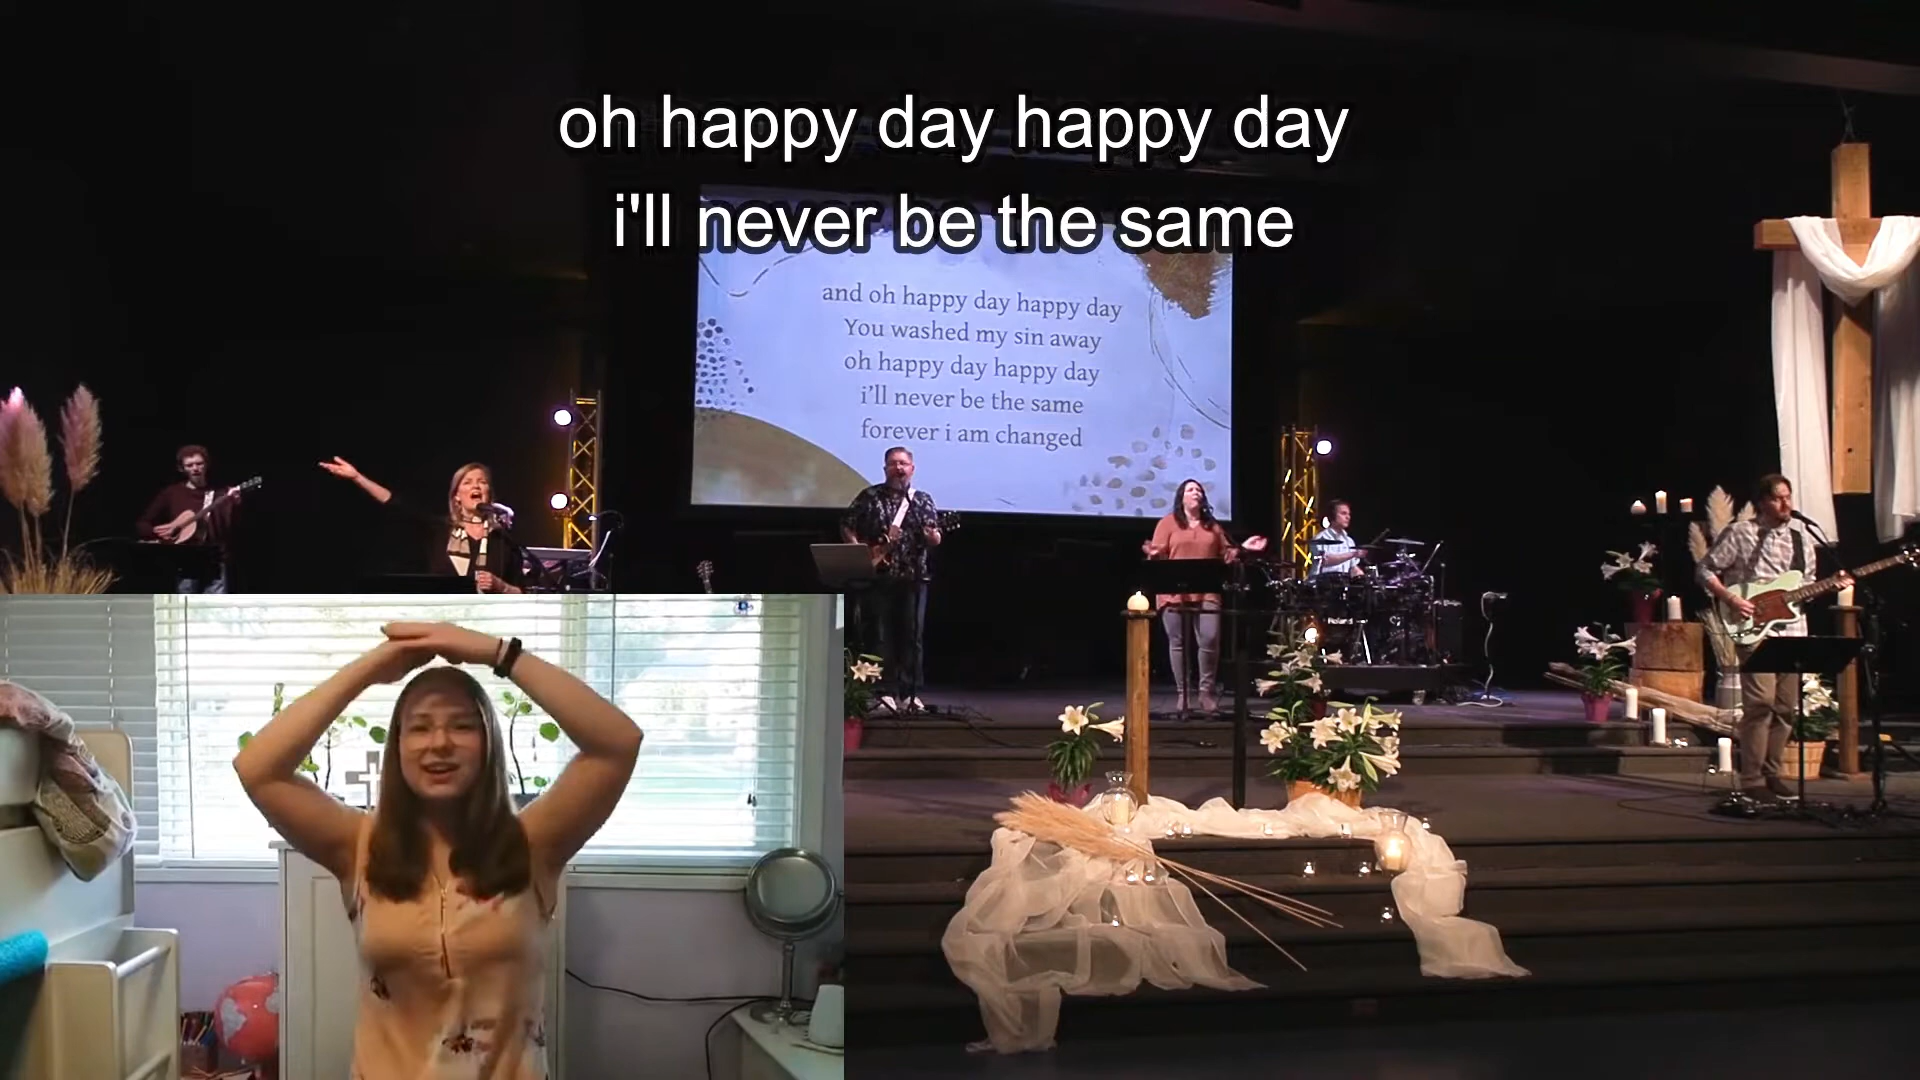 oh happy day happy day
i'll never be the same
and oh happy day happy day
You washed my sin away
oh happy day happy day
i'll never be the same
forever i am changed